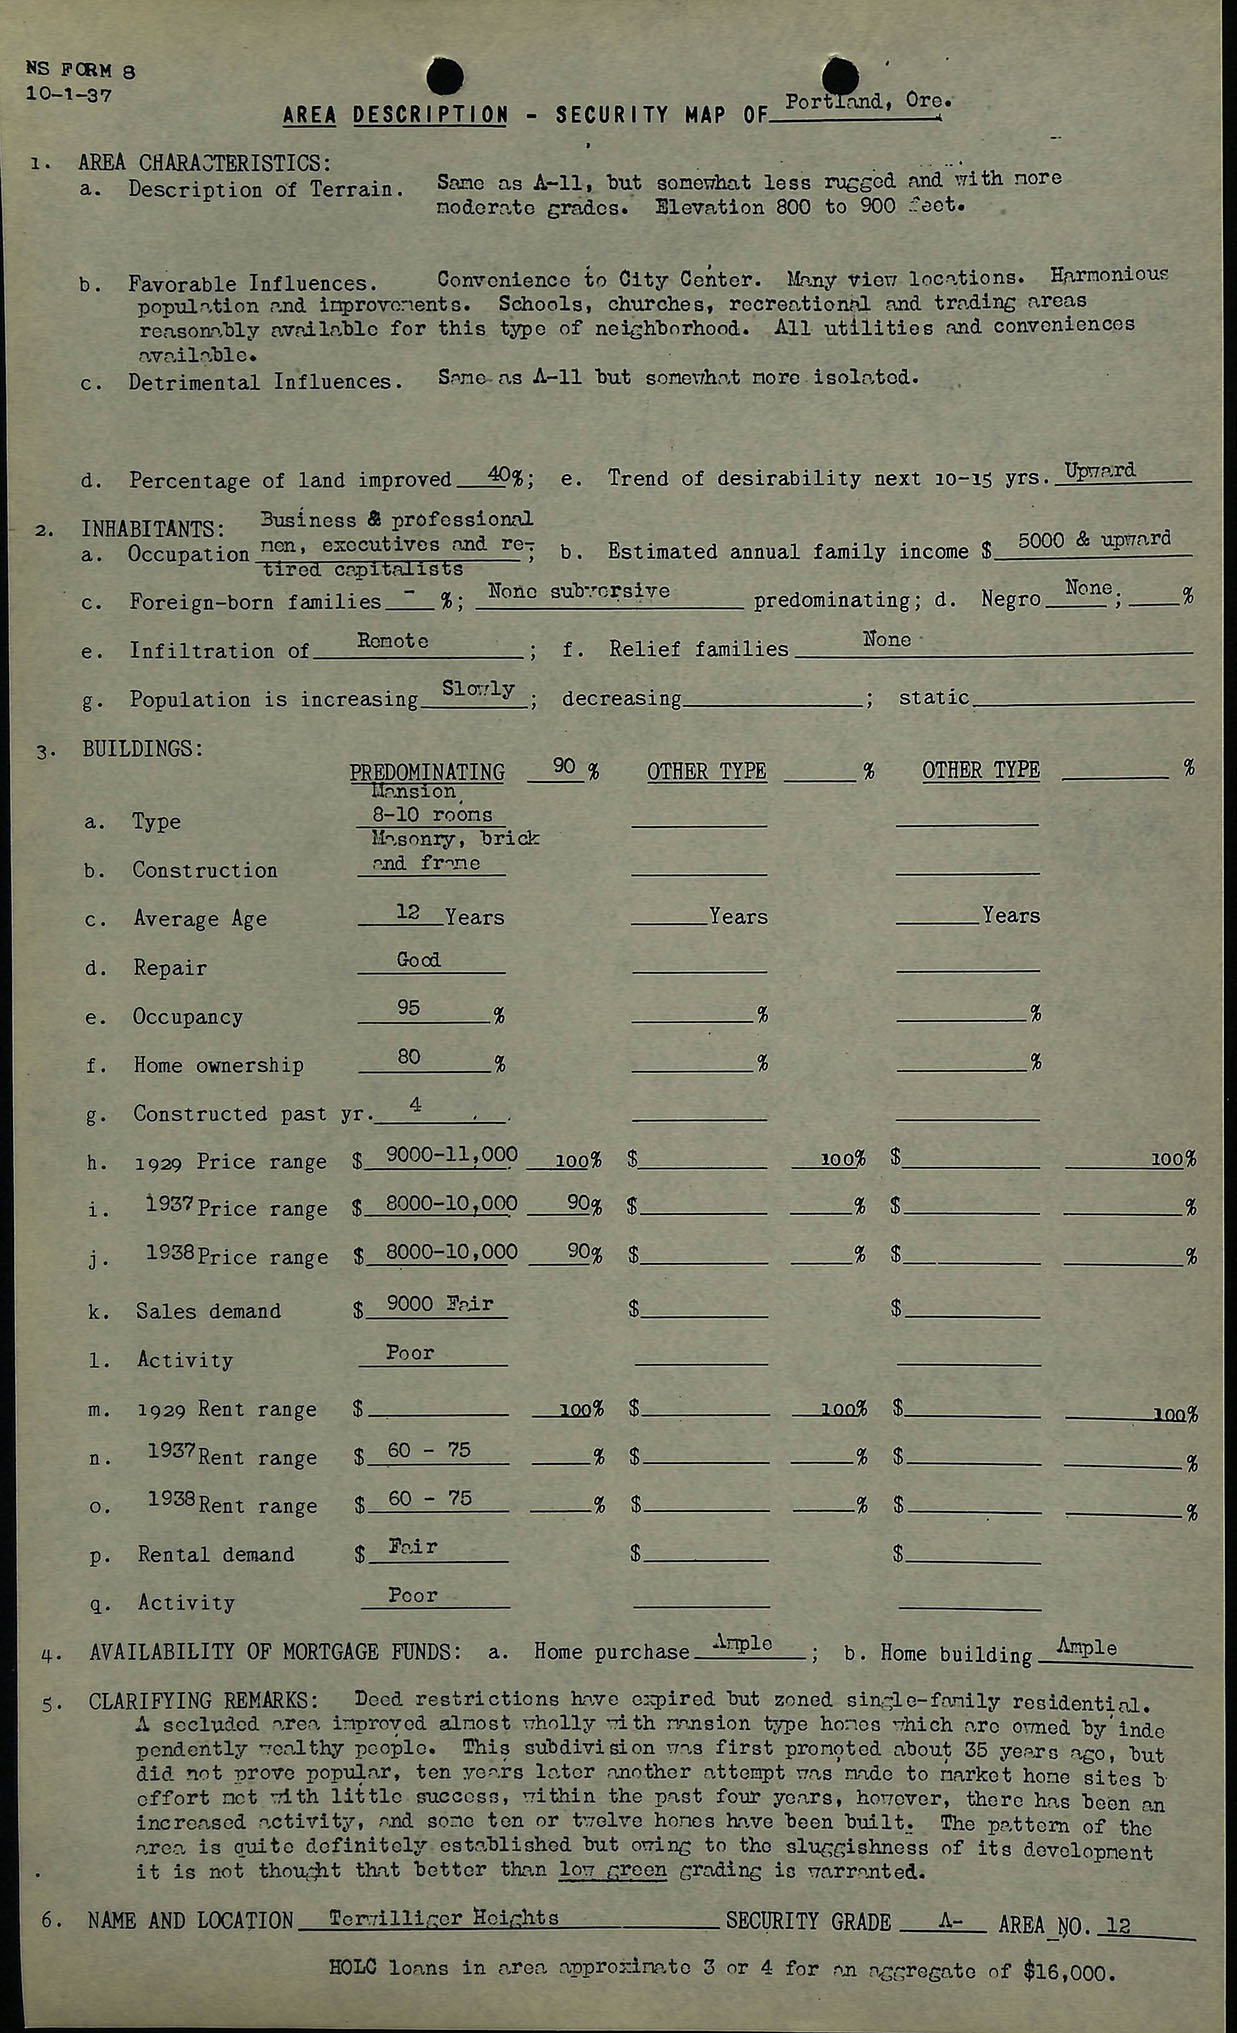 NS FORM 8
10-1-37
AREA DESCRIPTION - SECURITY MAP OF Portland, Ore.
1. AREA CHARACTERISTICS:
a. Description of Terrain. Same as A-11, but somewhat less rugged and with more
moderate grades. Elevation 800 to 900 feet.
b. Favorable Influences. Convenience to City Center. Many view locations. Harmonious
population and improvements. Schools, churches, recreational and trading areas
reasonably available for this type of neighborhood. All utilities and conveniences
available.
c. Detrimental Influences. Same as A-11 but somewhat more isolated.
d. Percentage of land improved 40%; e. Trend of desirability next 10-15 yrs. Upward
2. INHABITANTS: Business & professional
a. Occupation men, executives and re-; b. Estimated annual family income $ 5000 & upward
tired capitalists
c. Foreign-born families - %; None subversive predominating; d. Negro None; %
e. Infiltration of Remote; f. Relief families None
g. Population is increasing Slowly; decreasing ; static
3. BUILDINGS:
PREDOMINATING 90 % OTHER TYPE % OTHER TYPE %
Mansion,
a. Type 8-10 rooms
Masonry, brick
b. Construction and frame
c. Average Age 12 Years Years Years
d. Repair Good
e. Occupancy 95 % % %
f. Home ownership 80 % % %
g. Constructed past yr. 4
h. 1929 Price range $ 9000-11,000 100% $ 100% $ 100%
i. 1937 Price range $ 8000-10,000 90% $ % $ %
j. 1938 Price range $ 8000-10,000 90% $ % $ %
k. Sales demand $ 9000 Fair $ $
l. Activity Poor
m. 1929 Rent range $ 100% $ 100% $ 100%
n. 1937 Rent range $ 60 - 75 % $ % $ %
o. 1938 Rent range $ 60 - 75 % $ % $ %
p. Rental demand $ Fair $ $
q. Activity Poor
4. AVAILABILITY OF MORTGAGE FUNDS: a. Home purchase Ample; b. Home building Ample
5. CLARIFYING REMARKS: Deed restrictions have expired but zoned single-family residential.
A secluded area improved almost wholly with mansion type homes which are owned by inde
pendently wealthy people. This subdivision was first promoted about 35 years ago, but
did not prove popular, ten years later another attempt was made to market home sites b
effort met with little success, within the past four years, however, there has been an
increased activity, and some ten or twelve homes have been built. The pattern of the
area is quite definitely established but owing to the sluggishness of its development
it is not thought that better than low green grading is warranted.
6. NAME AND LOCATION Terwilliger Heights SECURITY GRADE A- AREA NO. 12
HOLC loans in area approximate 3 or 4 for an aggregate of $16,000.